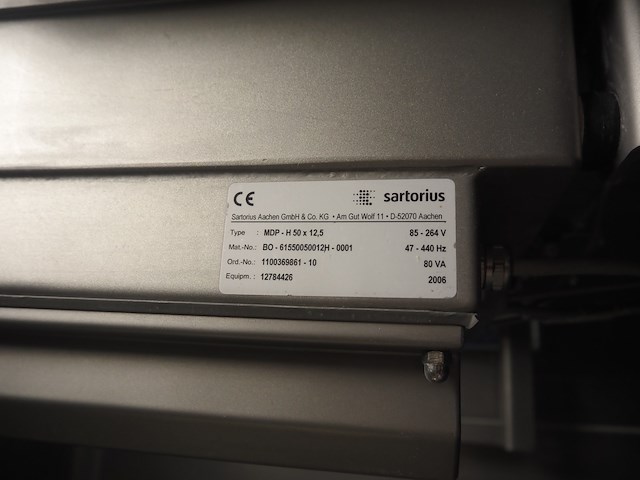 CE sartorius
Sartorius Aachen GmbH & Co. KG • Am Gut Wolf 11 • D-52070 Aachen
Type : MDP - H 50 x 12,5 85 - 264 V
Mat.-No.: BO - 61550050012H - 0001 47 - 440 Hz
Ord.-No.: 1100369861 - 10 80 VA
Equipm. : 12784426 2006